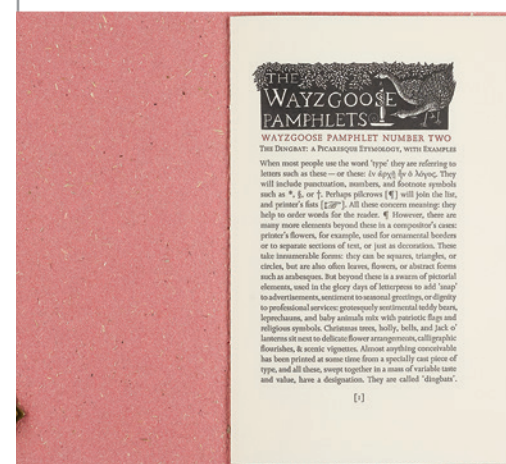 THE
WAYZGOOSE
PAMPHLETS
WAYZGOOSE PAMPHLET NUMBER TWO
THE DINGBAT: A PICARESQUE ETYMOLOGY, WITH EXAMPLES
When most people use the word ‘type’ they are referring to
letters such as these — or these: ἐν ἀρχῇ ἦν ὁ λόγος. They
will include punctuation, numbers, and footnote symbols
such as *, §, or †. Perhaps pilcrows [¶] will join the list,
and printer’s fists [☞]. All these concern meaning: they
help to order words for the reader. ¶ However, there are
many more elements beyond these in a compositor’s cases:
printer’s flowers, for example, used for ornamental borders
or to separate sections of text, or just as decoration. These
take innumerable forms: they can be squares, triangles, or
circles, but are also often leaves, flowers, or abstract forms
such as arabesques. But beyond these is a swarm of pictorial
elements, used in the glory days of letterpress to add ‘snap’
to advertisements, sentiment to seasonal greetings, or dignity
to professional services: grotesquely sentimental teddy bears,
leprechauns, and baby animals mix with patriotic flags and
religious symbols. Christmas trees, holly, bells, and Jack o’
lanterns sit next to delicate flower arrangements, calligraphic
flourishes, & scenic vignettes. Almost anything conceivable
has been printed at some time from a specially cast piece of
type, and all these, swept together in a mass of variable taste
and value, have a designation. They are called ‘dingbats’.
[1]